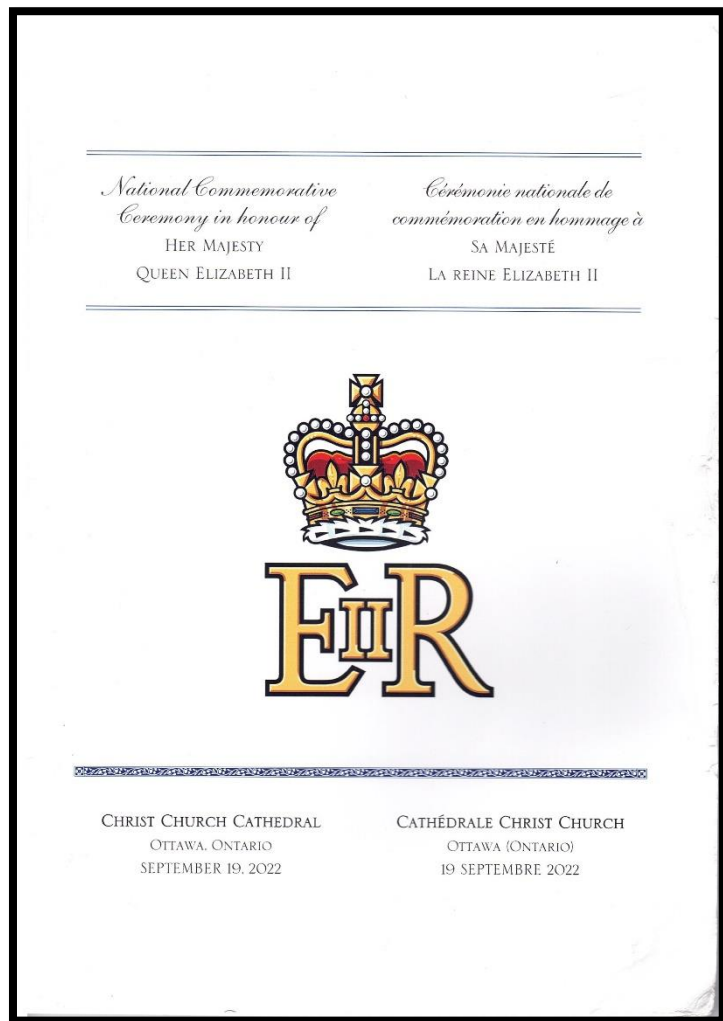 National Commemorative
Ceremony in honour of
HER MAJESTY
QUEEN ELIZABETH II
Cérémonie nationale de
commémoration en hommage à
SA MAJESTÉ
LA REINE ELIZABETH II
EIIR
CHRIST CHURCH CATHEDRAL
OTTAWA, ONTARIO
SEPTEMBER 19, 2022
CATHÉDRALE CHRIST CHURCH
OTTAWA (ONTARIO)
19 SEPTEMBRE 2022